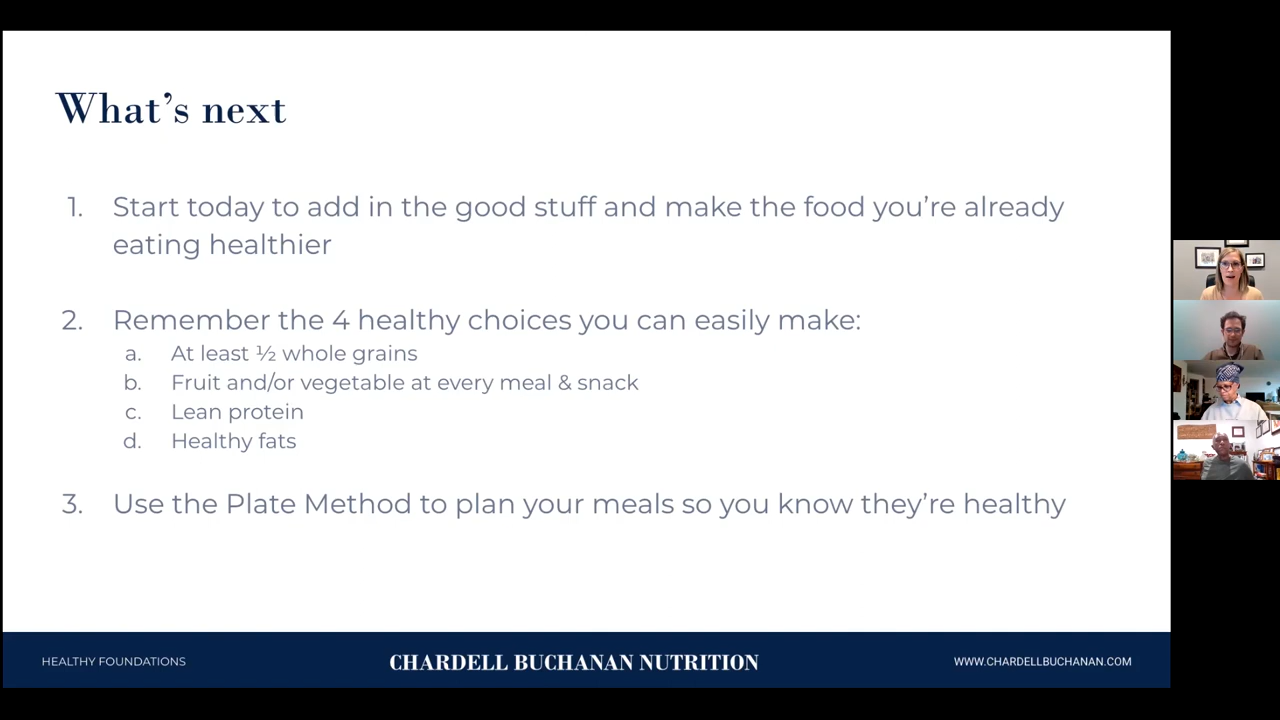 What's next
1. Start today to add in the good stuff and make the food you're already
eating healthier
2. Remember the 4 healthy choices you can easily make:
a. At least ½ whole grains
b. Fruit and/or vegetable at every meal & snack
c. Lean protein
d. Healthy fats
3. Use the Plate Method to plan your meals so you know they're healthy
HEALTHY FOUNDATIONS
CHARDELL BUCHANAN NUTRITION
WWW.CHARDELLBUCHANAN.COM